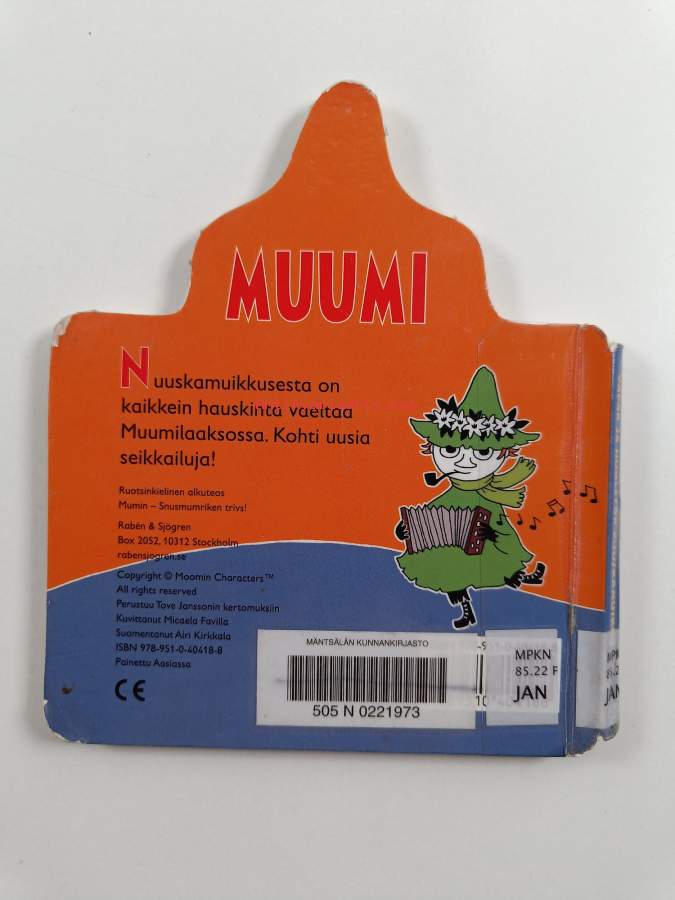 MUUMI
Nuuskamuikkusesta on
kaikkein hauskinta vaeltaa
Muumilaaksossa. Kohti uusia
seikkailuja!
Ruotsinkielinen alkuteos
Mumin – Snusmumriken trivs!
Rabén & Sjögren
Box 2052, 10312 Stockholm
rabensjogren.se
Copyright © Moomin Characters™
All rights reserved
Perustuu Tove Janssonin kertomuksiin
Kuvittanut Micaela Favilla
Suomentanut Airi Kirkkala
ISBN 978-951-0-40418-8
Painettu Aasiassa
CE
MÄNTSÄLÄN KUNNANKIRJASTO
505 N 0221973
MPKN
85.22 F
JAN